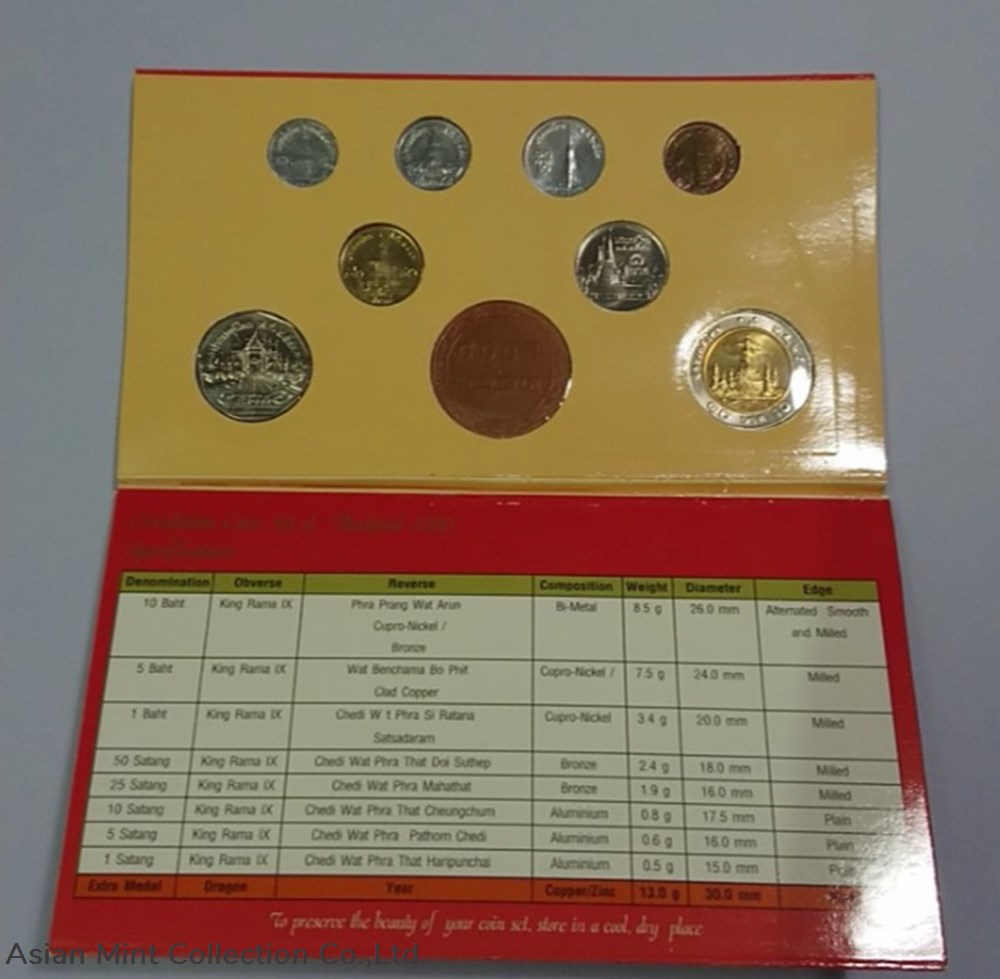 Denomination Obverse Reverse Composition Weight Diameter Edge
10 Baht King Rama IX Phra Prang Wat Arun Bi-Metal 8.5 g 26.0 mm Alternated Smooth
Cupro-Nickel / and Milled
Bronze
5 Baht King Rama IX Wat Benchama Bo Phit Cupro-Nickel / 7.5 g 24.0 mm Milled
Clad Copper
1 Baht King Rama IX Chedi W t Phra Si Ratana Cupro-Nickel 3.4 g 20.0 mm Milled
Satsadaram
50 Satang King Rama IX Chedi Wat Phra That Doi Suthep Bronze 2.4 g 18.0 mm Milled
25 Satang King Rama IX Chedi Wat Phra Mahathat Bronze 1.9 g 16.0 mm Milled
10 Satang King Rama IX Chedi Wat Phra That Cheungchum Aluminium 0.8 g 17.5 mm Plain
5 Satang King Rama IX Chedi Wat Phra Pathom Chedi Aluminium 0.6 g 16.0 mm Plain
1 Satang King Rama IX Chedi Wat Phra That Haripunchai Aluminium 0.5 g 15.0 mm Plain
Extra Medal Dragon Year Copper/Zinc 13.0 g 30.0 mm
To preserve the beauty of your coin set, store in a cool, dry place
Asian Mint Collection Co.,Ltd